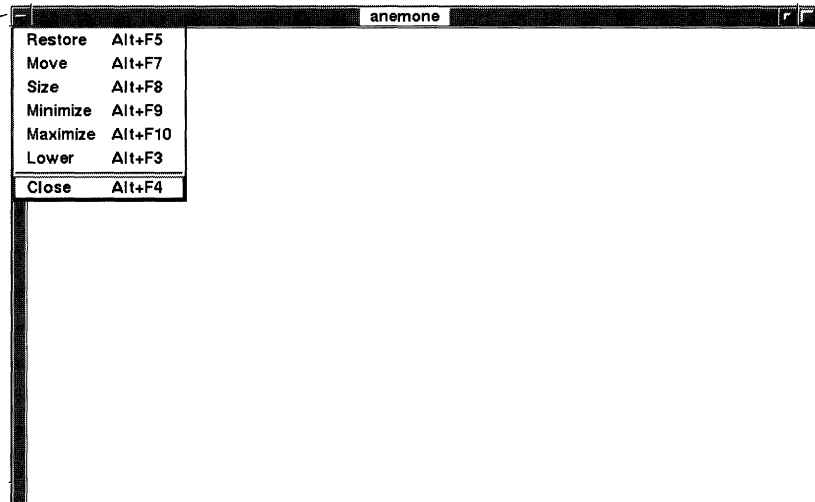 anemone
Restore Alt+F5
Move Alt+F7
Size Alt+F8
Minimize Alt+F9
Maximize Alt+F10
Lower Alt+F3
Close Alt+F4